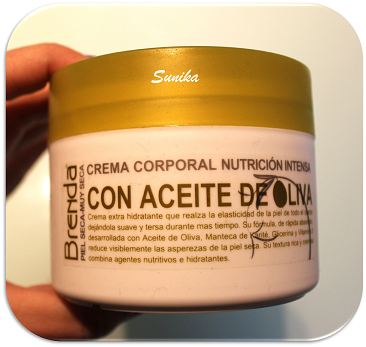 Sunika
Brenda
PIEL SECA-MUY SECA
CREMA CORPORAL NUTRICIÓN INTENSA
CON ACEITE DE OLIVA
Crema extra hidratante que realza la elasticidad de la piel de todo el
dejándola suave y tersa durante mas tiempo. Su fórmula, de rápida
desarrollada con Aceite de Oliva, Manteca de Karité, Glicerina y
reduce visiblemente las asperezas de la piel seca. Su textura rica y
combina agentes nutritivos e hidratantes.